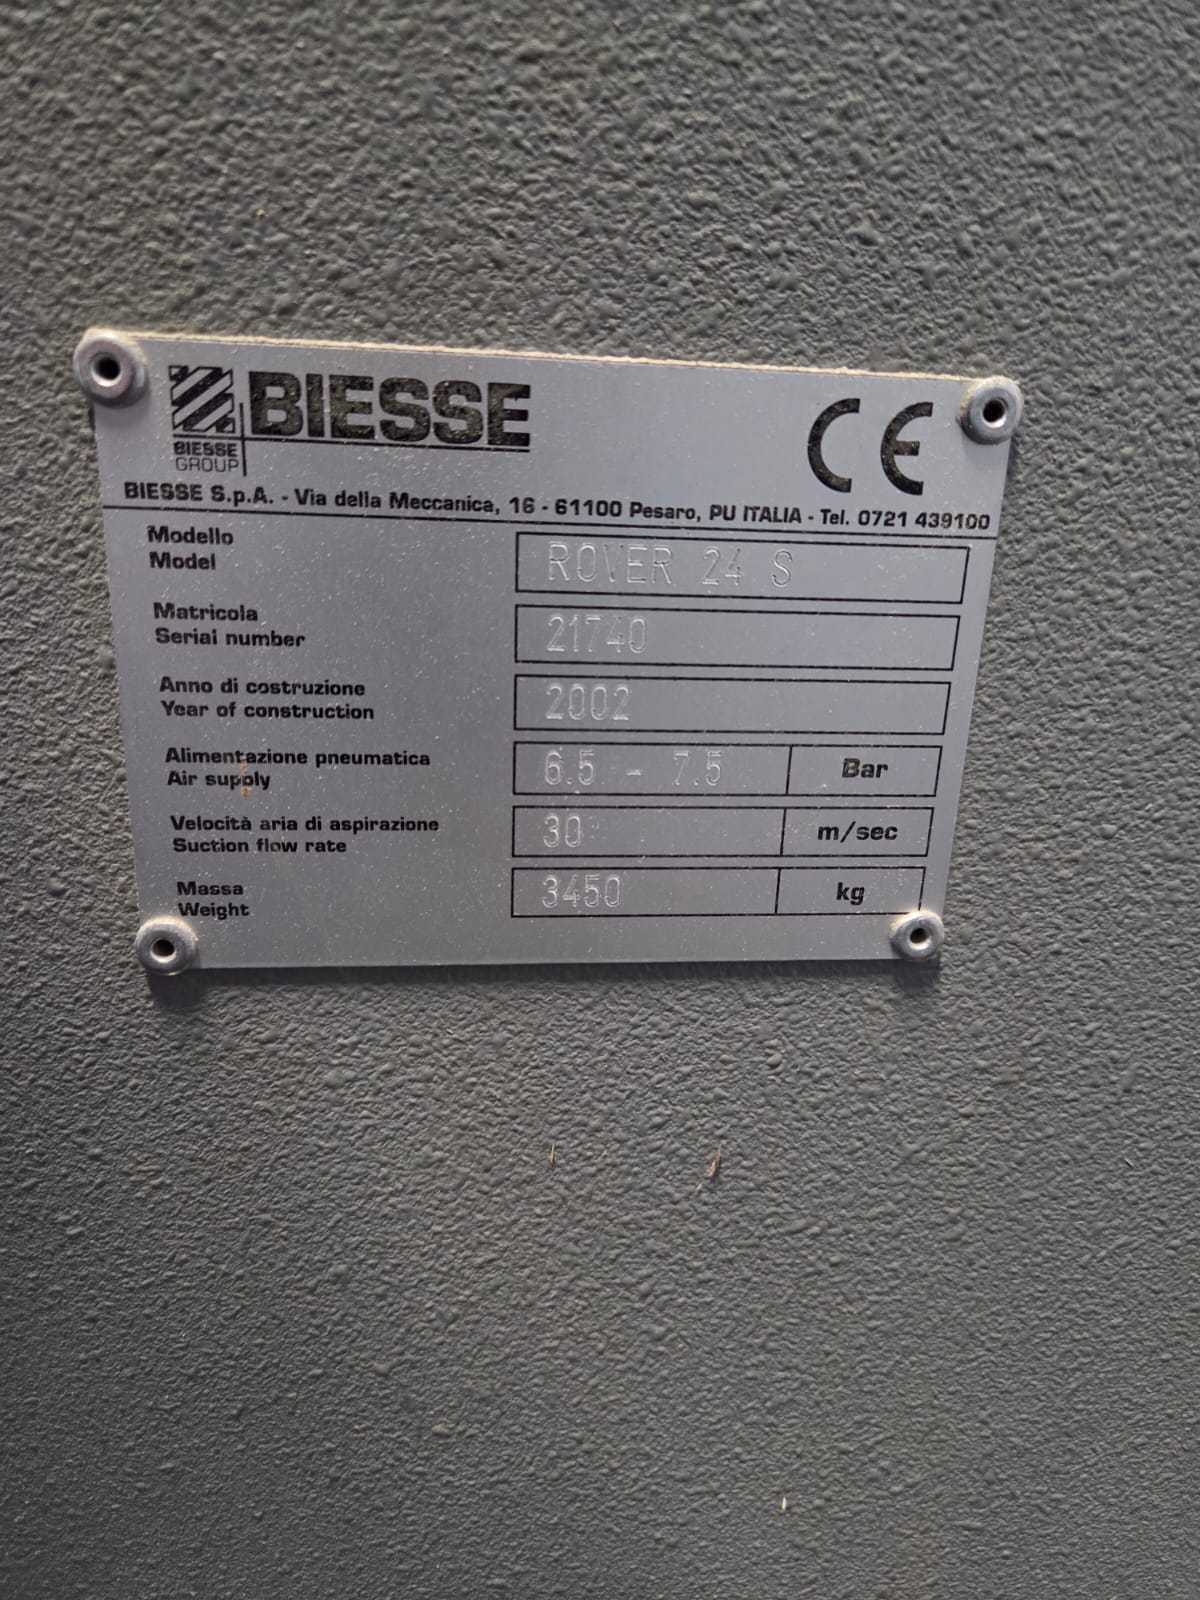 BIESSE
BIESSE
GROUP
CE
BIESSE S.p.A. - Via della Meccanica, 16 - 61100 Pesaro, PU ITALIA - Tel. 0721 439100
Modello
Model
ROVER 24 S
Matricola
Serial number
21740
Anno di costruzione
Year of construction
2002
Alimentazione pneumatica
Air supply
6.5 - 7.5 Bar
Velocità aria di aspirazione
Suction flow rate
30 m/sec
Massa
Weight
3450 kg